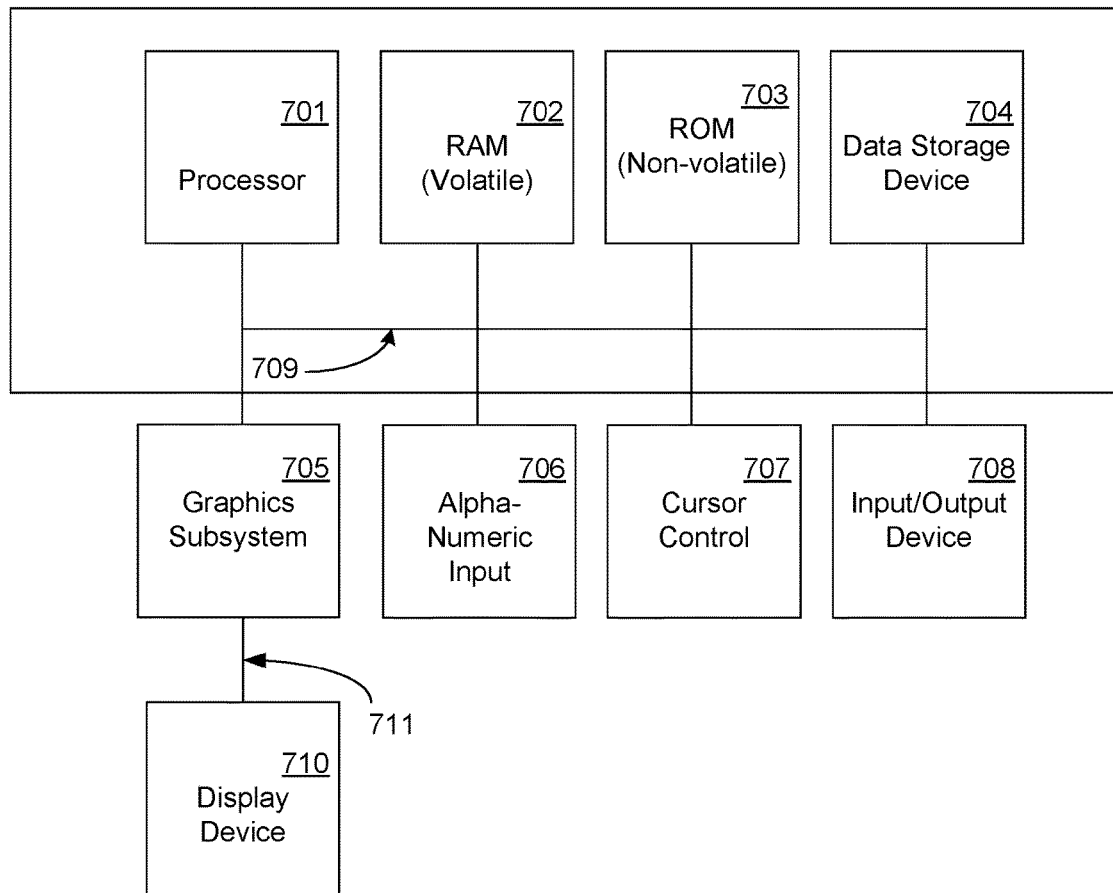 701
Processor
702
RAM
(Volatile)
703
ROM
(Non-volatile)
704
Data Storage
Device
709
705
Graphics
Subsystem
706
Alpha-
Numeric
Input
707
Cursor
Control
708
Input/Output
Device
711
710
Display
Device